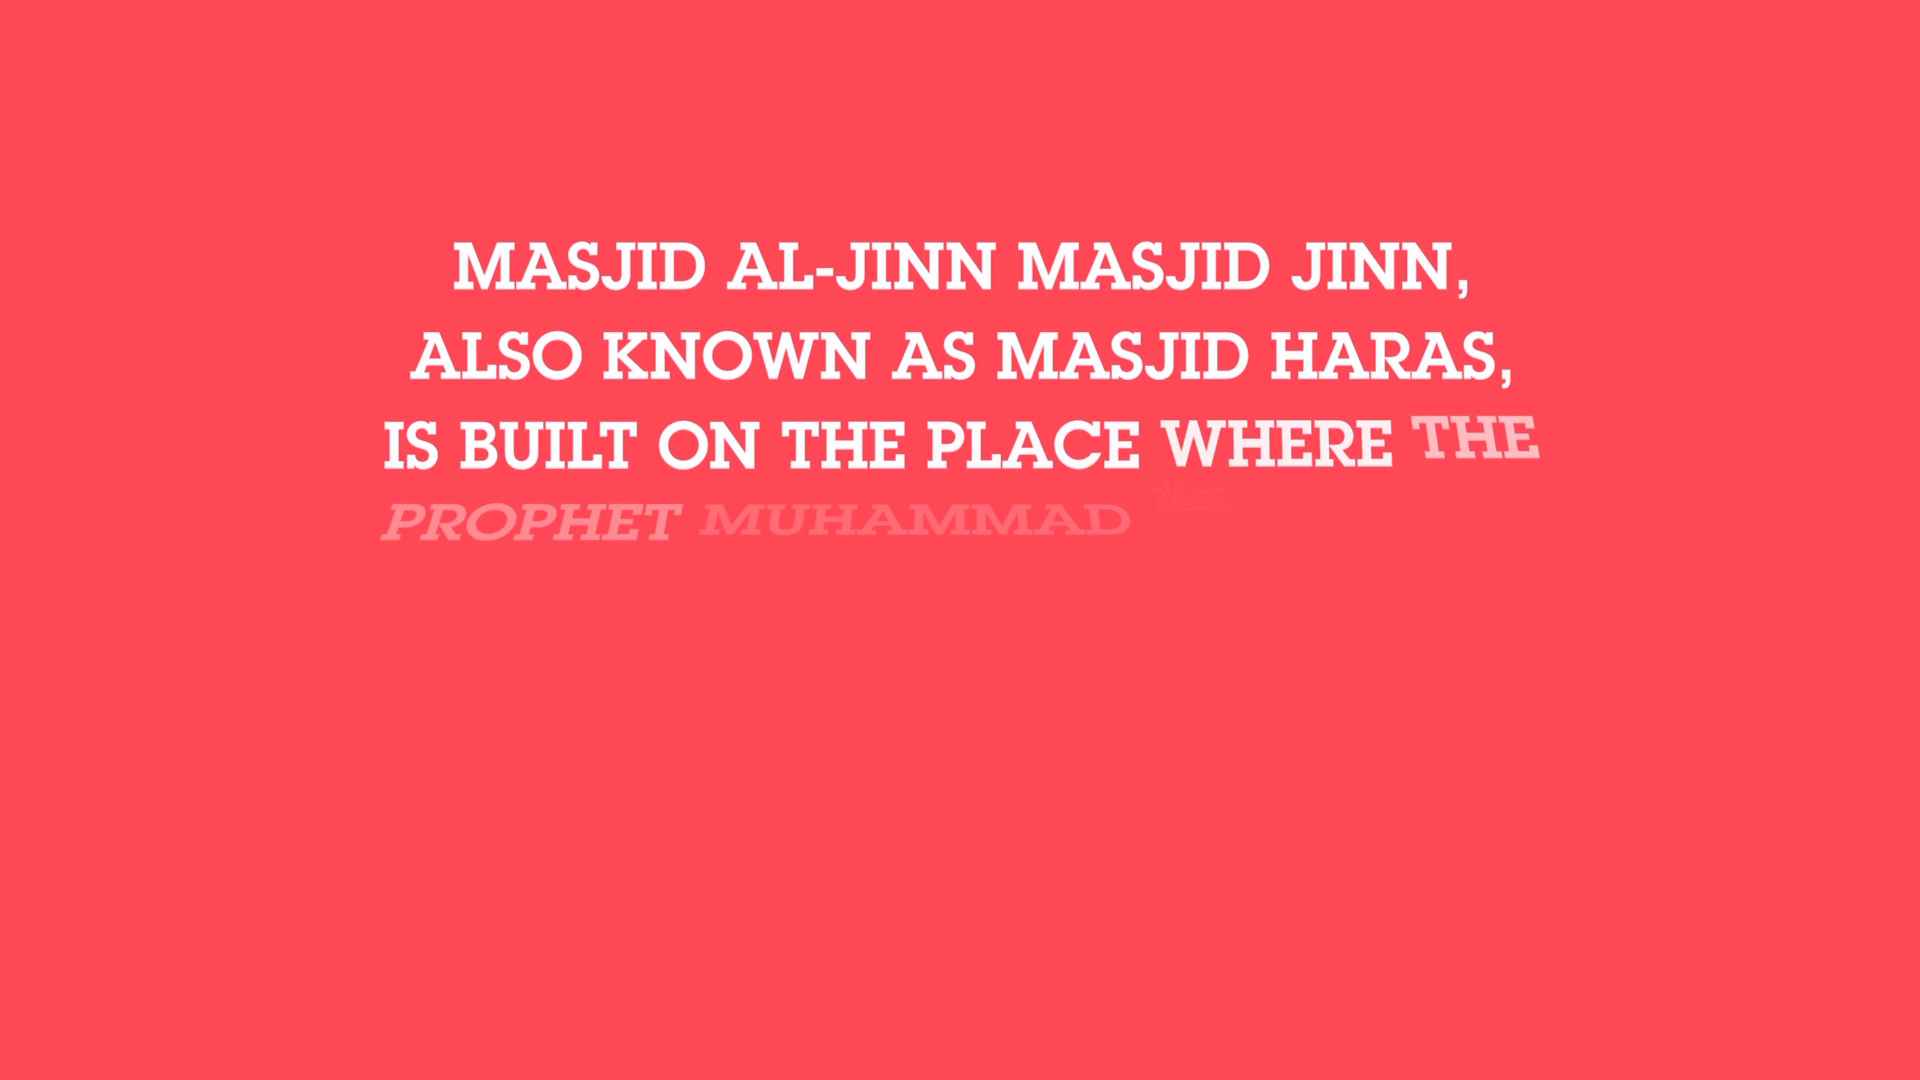 MASJID AL-JINN MASJID JINN,
ALSO KNOWN AS MASJID HARAS,
IS BUILT ON THE PLACE WHERE THE
PROPHET MUHAMMAD